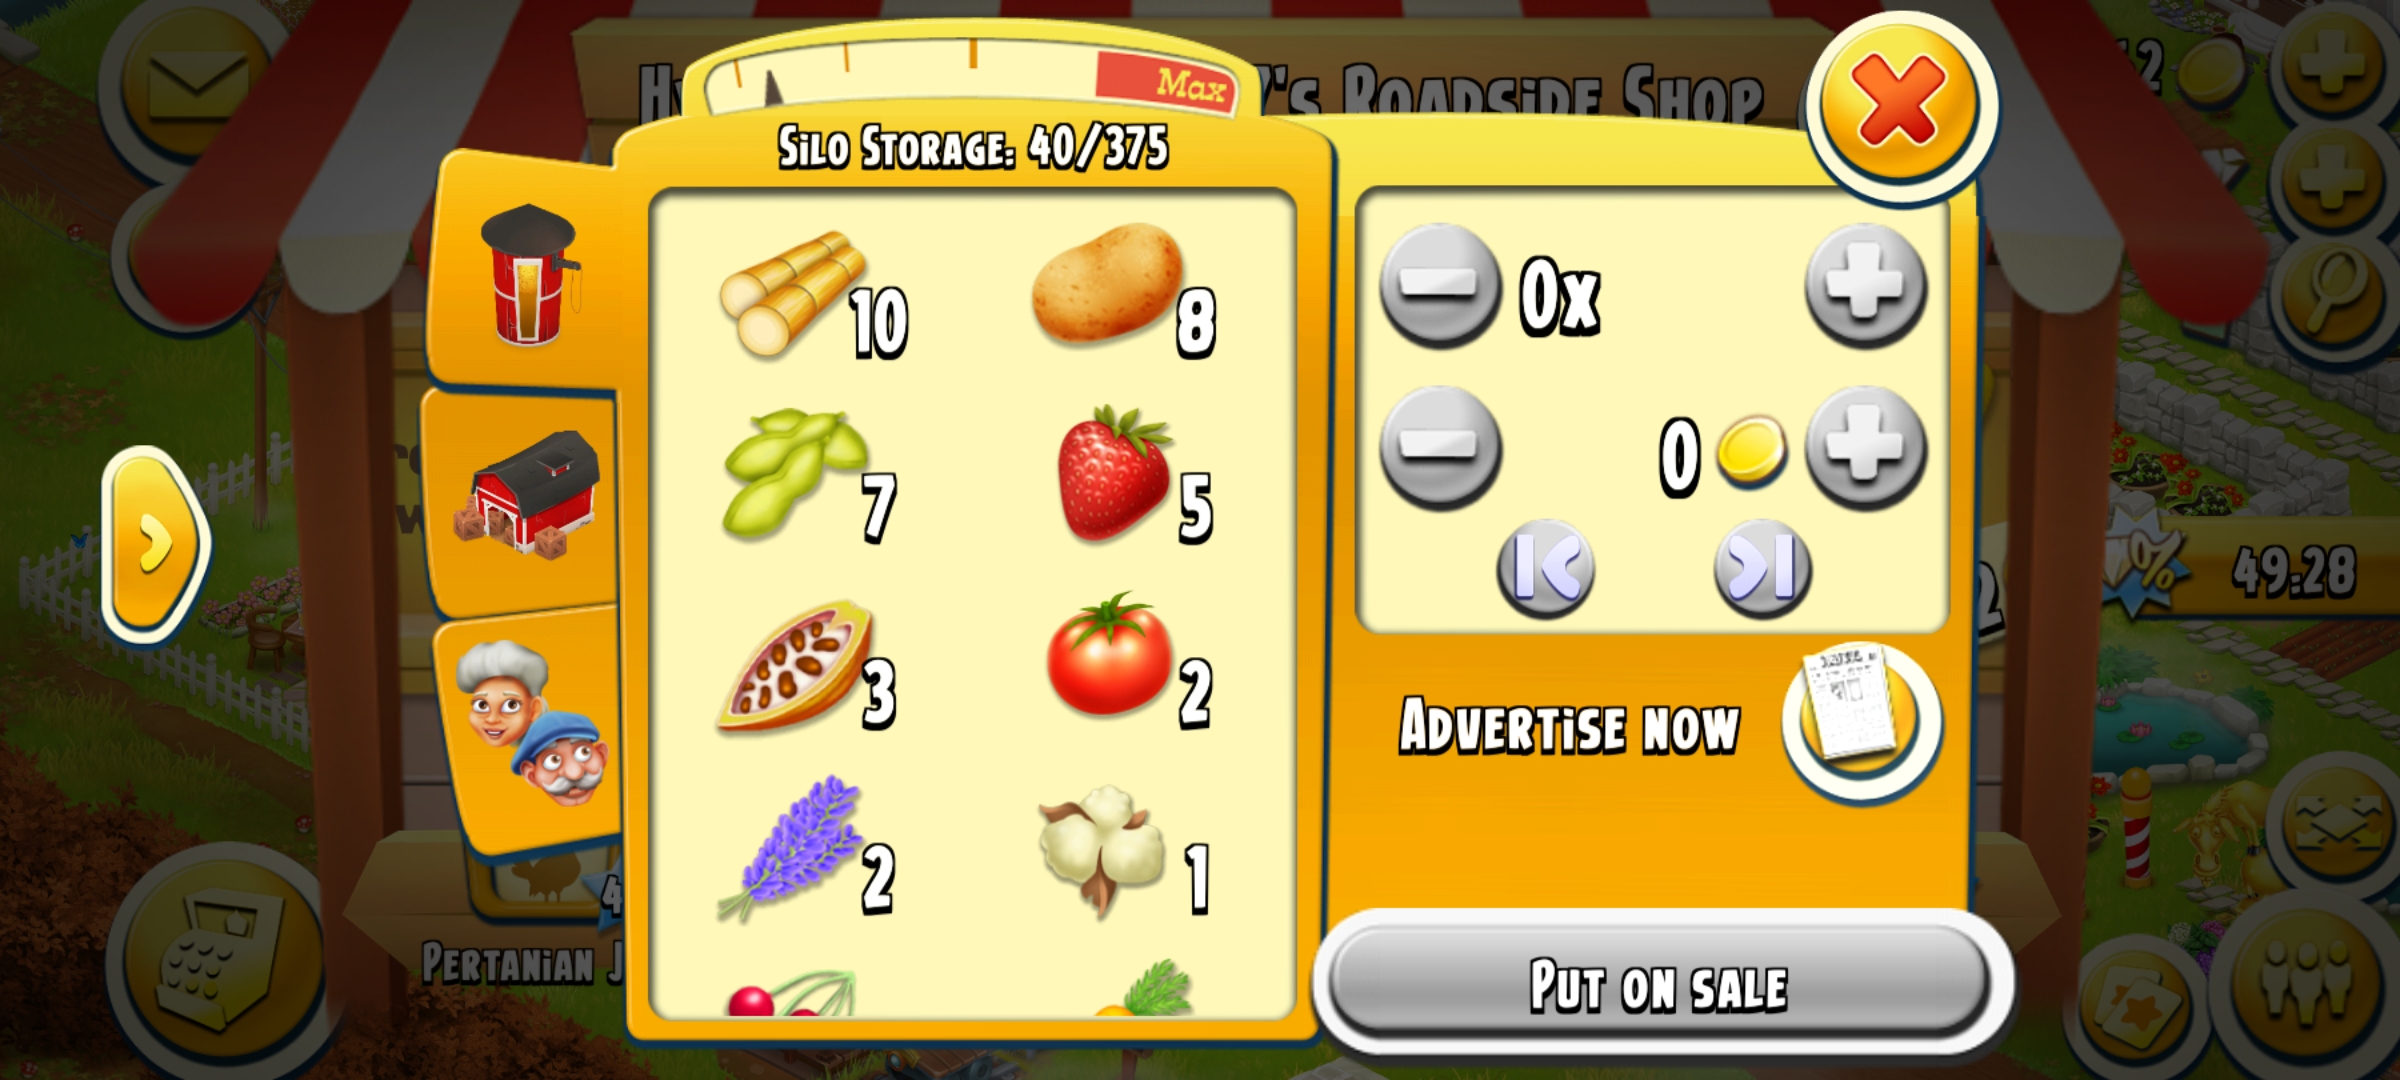 Max
'S ROADSIDE SHOP
SILO STORAGE: 40/375
10
8
0x
7
5
0
3
2
2
1
49:28
ADVERTISE NOW
PERTANIAN J
PUT ON SALE